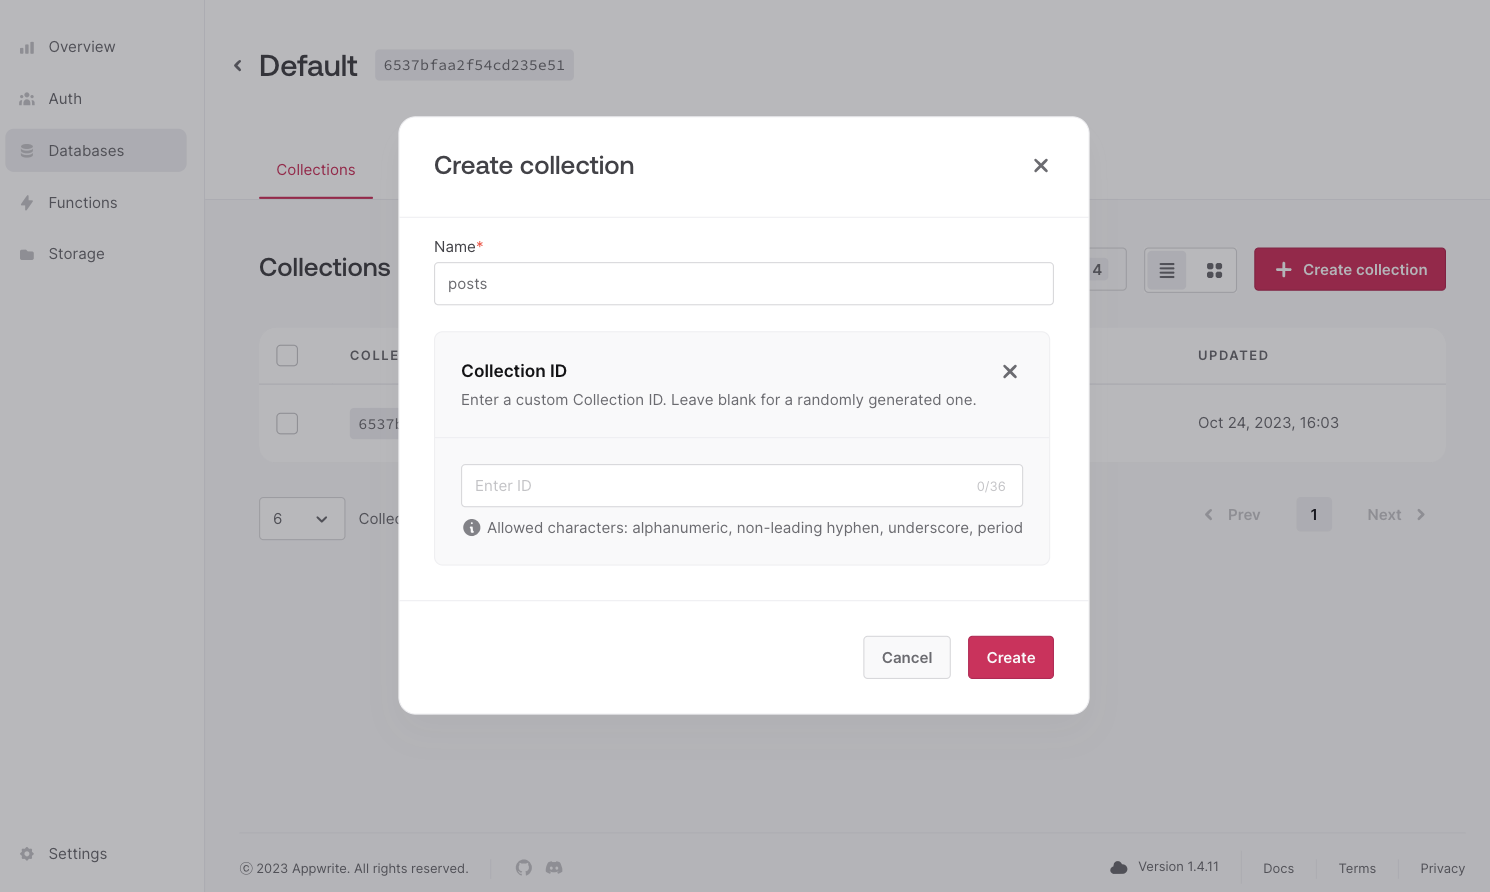 Overview
Auth
Databases
Functions
Storage
Settings
Default 6537bfaa2f54cd235e51
Collections
Collections
4
Create collection
UPDATED
Oct 24, 2023, 16:03
6
Prev 1 Next
Create collection
Name*
posts
Collection ID
Enter a custom Collection ID. Leave blank for a randomly generated one.
Enter ID 0/36
Allowed characters: alphanumeric, non-leading hyphen, underscore, period
Cancel Create
ⓒ 2023 Appwrite. All rights reserved.
Version 1.4.11 Docs Terms Privacy